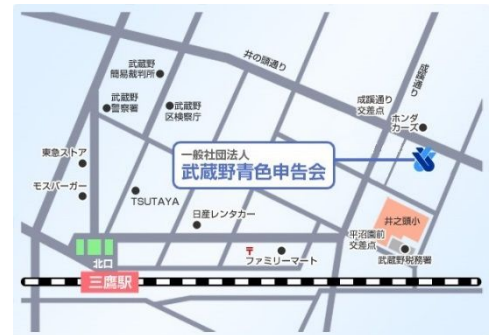 井の頭通り
成蹊通り
武蔵野
簡易裁判所
武蔵野
警察署
武蔵野
区検察庁
成蹊通り
交差点
ホンダ
カーズ
一般社団法人
武蔵野青色申告会
東急ストア
モスバーガー
TSUTAYA
日産レンタカー
井之頭小
平沼園前
交差点
武蔵野税務署
〒
ファミリーマート
北口
三鷹駅